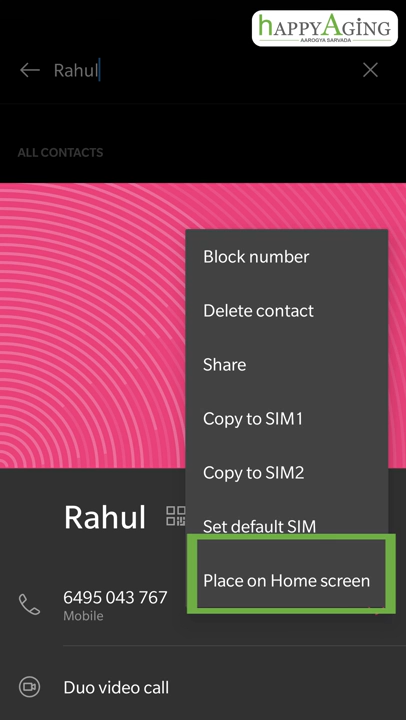 hAPPYAGiNG
AAROGYA SARVADA
Rahul
ALL CONTACTS
Block number
Delete contact
Share
Copy to SIM1
Copy to SIM2
Set default SIM
Place on Home screen
Rahul
6495 043 767
Mobile
Duo video call